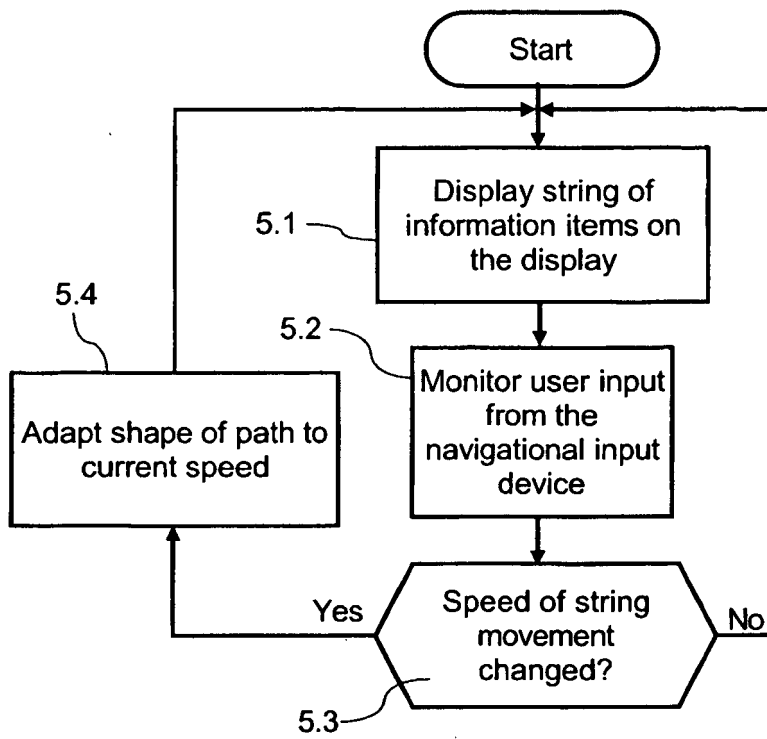 Start
5.1
Display string of
information items on
the display
5.4
5.2
Monitor user input
from the
navigational input
device
Adapt shape of path to
current speed
Yes
Speed of string
movement
changed?
No
5.3